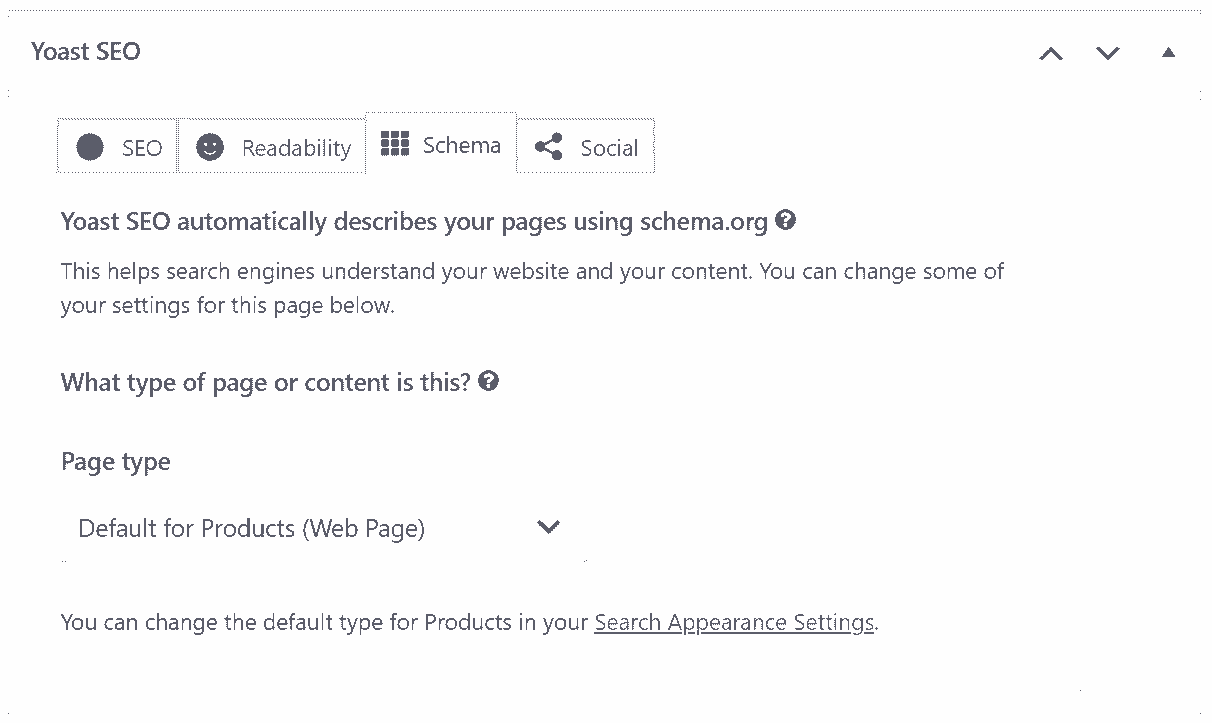 Yoast SEO
SEO
Readability
Schema
Social
Yoast SEO automatically describes your pages using schema.org
This helps search engines understand your website and your content. You can change some of
your settings for this page below.
What type of page or content is this?
Page type
Default for Products (Web Page)
You can change the default type for Products in your Search Appearance Settings.